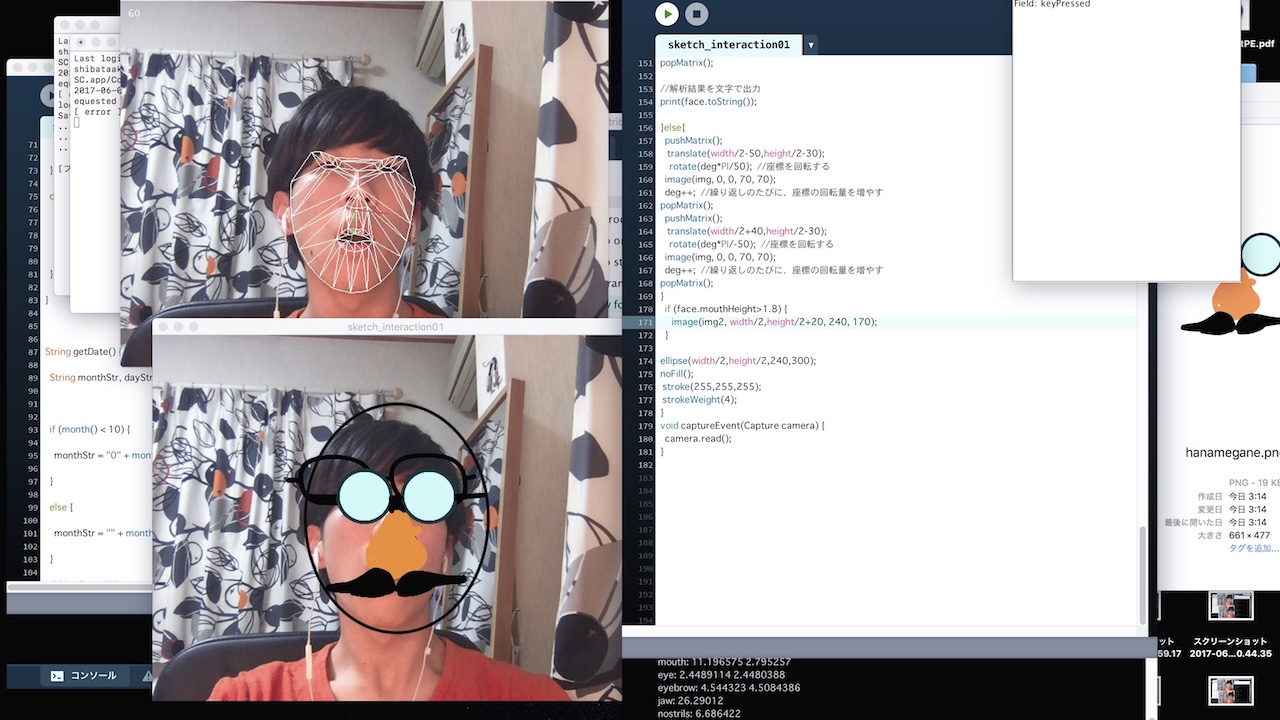 60
Last logi
shibataak
SC.app/Co
2017-06-0
equested
[ error ]
71
72
73
74
75
76
77
78
79
80
81
82
83
84
85
86
87 String getDate() {
88
89 String monthStr, dayStr
90
91
92
93 if (month() < 10) {
94
95 monthStr = "0" + mont
96
97 }
98
99 else {
100
101 monthStr = "" + month
102
103 }
104
コンソール
sketch_interaction01
sketch_interaction01
151 popMatrix();
152
153 //解析結果を文字で出力
154 print(face.toString());
155
156 }else{
157 pushMatrix();
158 translate(width/2-50,height/2-30);
159 rotate(deg*PI/50); //座標を回転する
160 image(img, 0, 0, 70, 70);
161 deg++; //繰り返しのたびに、座標の回転量を増やす
162 popMatrix();
163 pushMatrix();
164 translate(width/2+40,height/2-30);
165 rotate(deg*PI/-50); //座標を回転する
166 image(img, 0, 0, 70, 70);
167 deg++; //繰り返しのたびに、座標の回転量を増やす
168 popMatrix();
169 }
170 if (face.mouthHeight>1.8) {
171 image(img2, width/2,height/2+20, 240, 170);
172 }
173
174 ellipse(width/2,height/2,240,300);
175 noFill();
176 stroke(255,255,255);
177 strokeWeight(4);
178 }
179 void captureEvent(Capture camera) {
180 camera.read();
181 }
182
183
184
185
186
187
188
189
190
191
192
193
194
mouth: 11.196575 2.795257
eye: 2.4489114 2.4480388
eyebrow: 4.544323 4.5084386
jaw: 26.29012
nostrils: 6.686422
Field: keyPressed
tPE.pdf
hanamegane.pn
PNG - 19 KB
作成日 今日 3:14
変更日 今日 3:14
最後に開いた日 今日 3:14
大きさ 661 × 477
タグを追加...
ット
59.17
スクリーンショット
2017-06...0.44.35